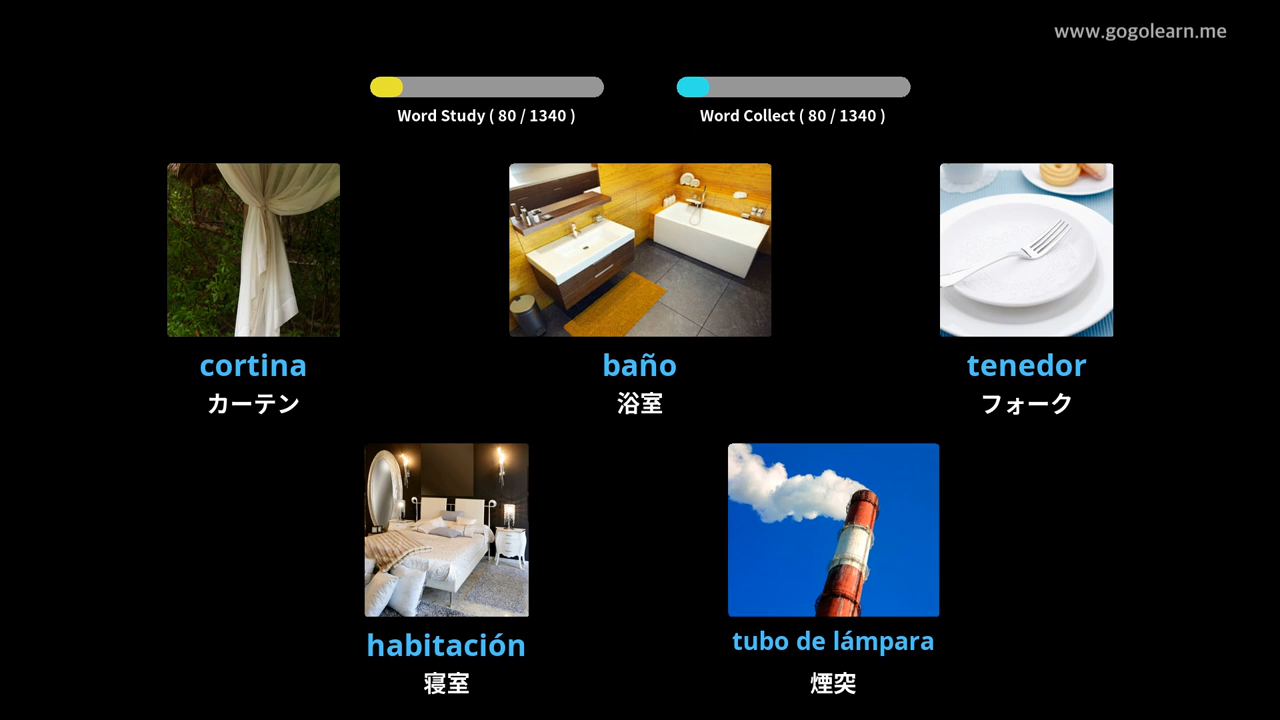 www.gogolearn.me
Word Study ( 80 / 1340 )
Word Collect ( 80 / 1340 )
cortina
カーテン
baño
浴室
tenedor
フォーク
habitación
寝室
tubo de lámpara
煙突